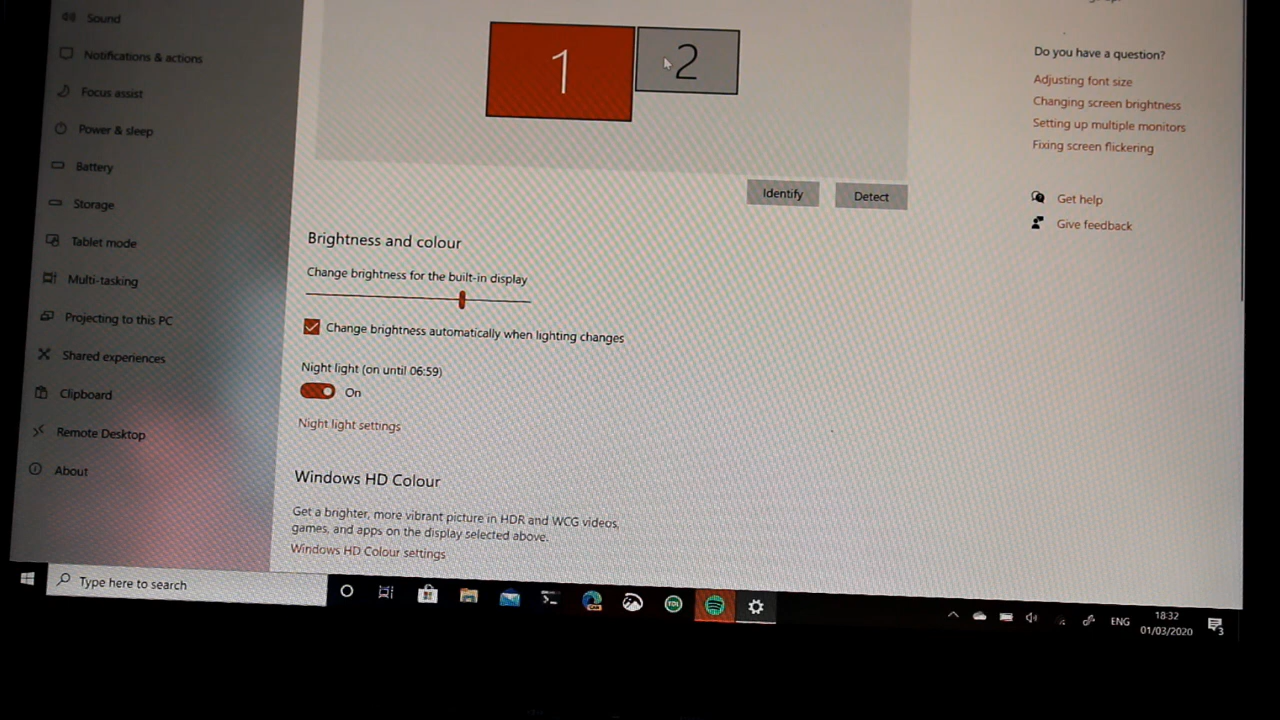 Sound
Notifications & actions
Focus assist
Power & sleep
Battery
Storage
Tablet mode
Multi-tasking
Projecting to this PC
Shared experiences
Clipboard
Remote Desktop
About
1
2
Identify
Detect
Brightness and colour
Change brightness for the built-in display
Change brightness automatically when lighting changes
Night light (on until 06:59)
On
Night light settings
Windows HD Colour
Get a brighter, more vibrant picture in HDR and WCG videos,
games, and apps on the display selected above.
Windows HD Colour settings
Do you have a question?
Adjusting font size
Changing screen brightness
Setting up multiple monitors
Fixing screen flickering
Get help
Give feedback
Type here to search
ENG
18:32
01/03/2020
3